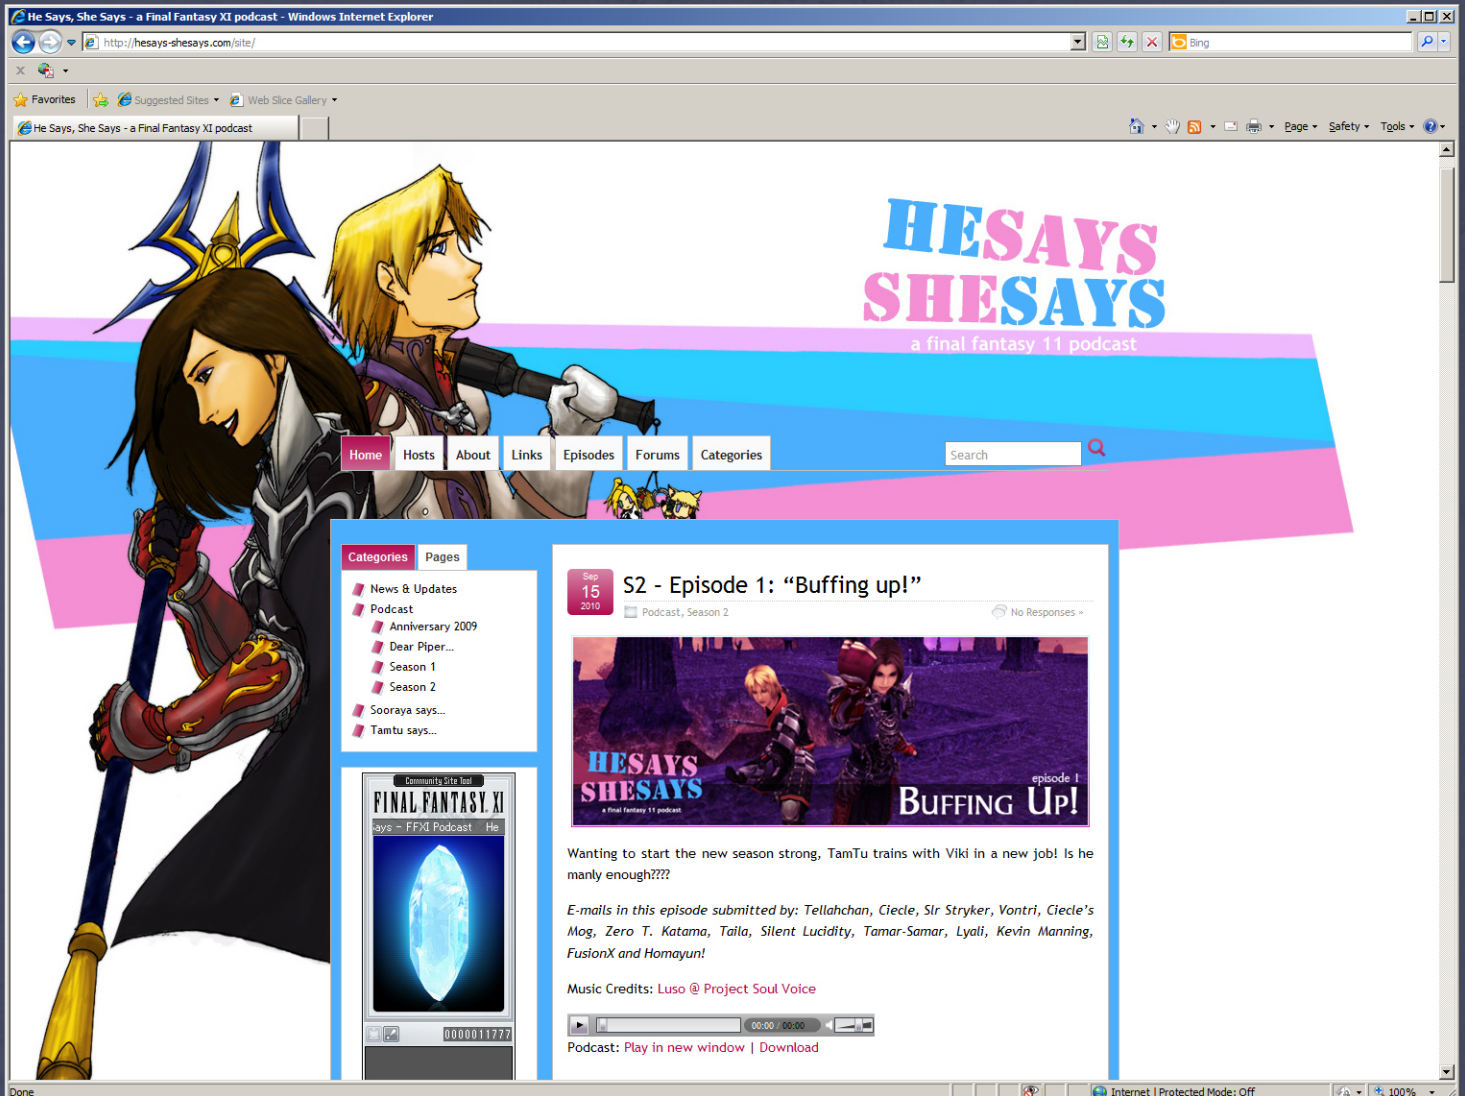 He Says, She Says - a Final Fantasy XI podcast - Windows Internet Explorer
http://hesays-shesays.com/site/
Bing
Favorites
Suggested Sites
Web Slice Gallery
He Says, She Says - a Final Fantasy XI podcast
Page
Safety
Tools
HESAYS
SHESAYS
a final fantasy 11 podcast
Home
Hosts
About
Links
Episodes
Forums
Categories
Search
Categories
Pages
News & Updates
Podcast
Anniversary 2009
Dear Piper...
Season 1
Season 2
Sooraya says...
Tamtu says...
Community Site Tool
FINAL FANTASY XI
Says - FFXI Podcast He
0000011777
Sep
15
2010
S2 - Episode 1: “Buffing up!”
Podcast, Season 2
No Responses »
HESAYS
SHESAYS
a final fantasy 11 podcast
episode 1
BUFFING UP!
Wanting to start the new season strong, TamTu trains with Viki in a new job! Is he
manly enough????
E-mails in this episode submitted by: Tellahchan, Ciecle, Slr Stryker, Vontri, Ciecle's
Mog, Zero T. Katama, Taila, Silent Lucidity, Tamar-Samar, Lyali, Kevin Manning,
FusionX and Homayun!
Music Credits: Luso @ Project Soul Voice
00:00 / 00:00
Podcast: Play in new window | Download
Done
Internet | Protected Mode: Off
100%